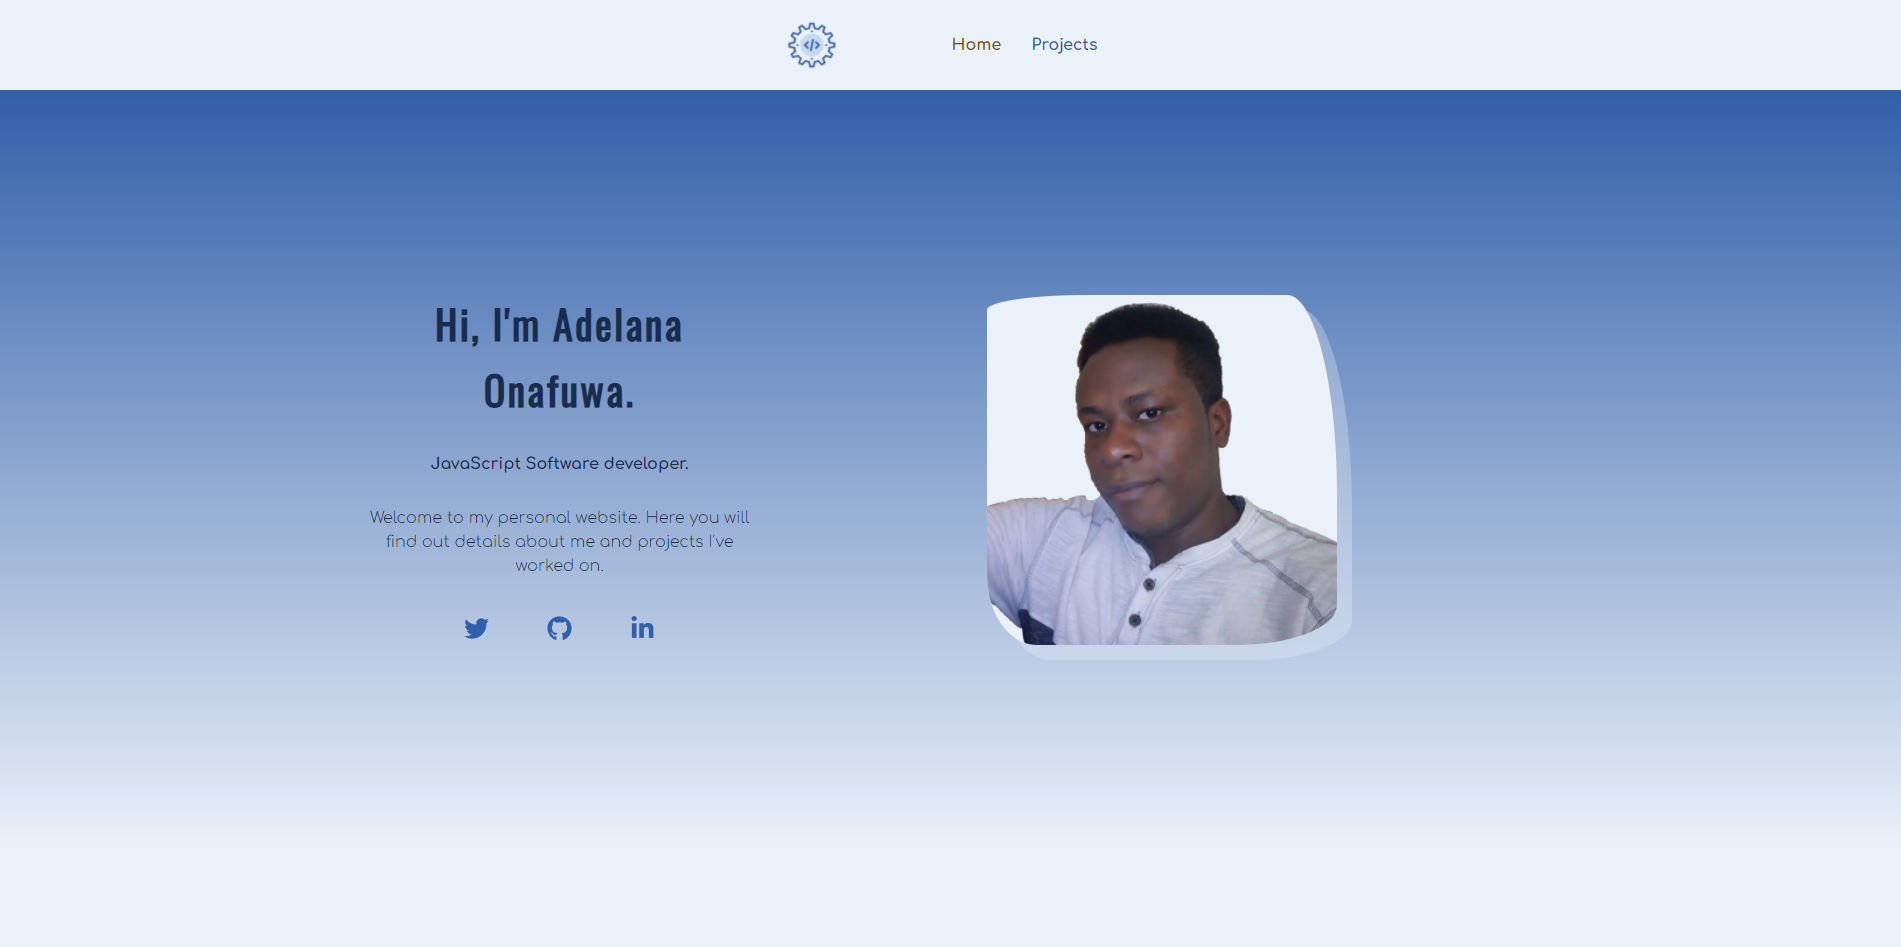 </>
Home Projects
Hi, I'm Adelana
Onafuwa.
JavaScript Software developer.
Welcome to my personal website. Here you will
find out details about me and projects I've
worked on.
in